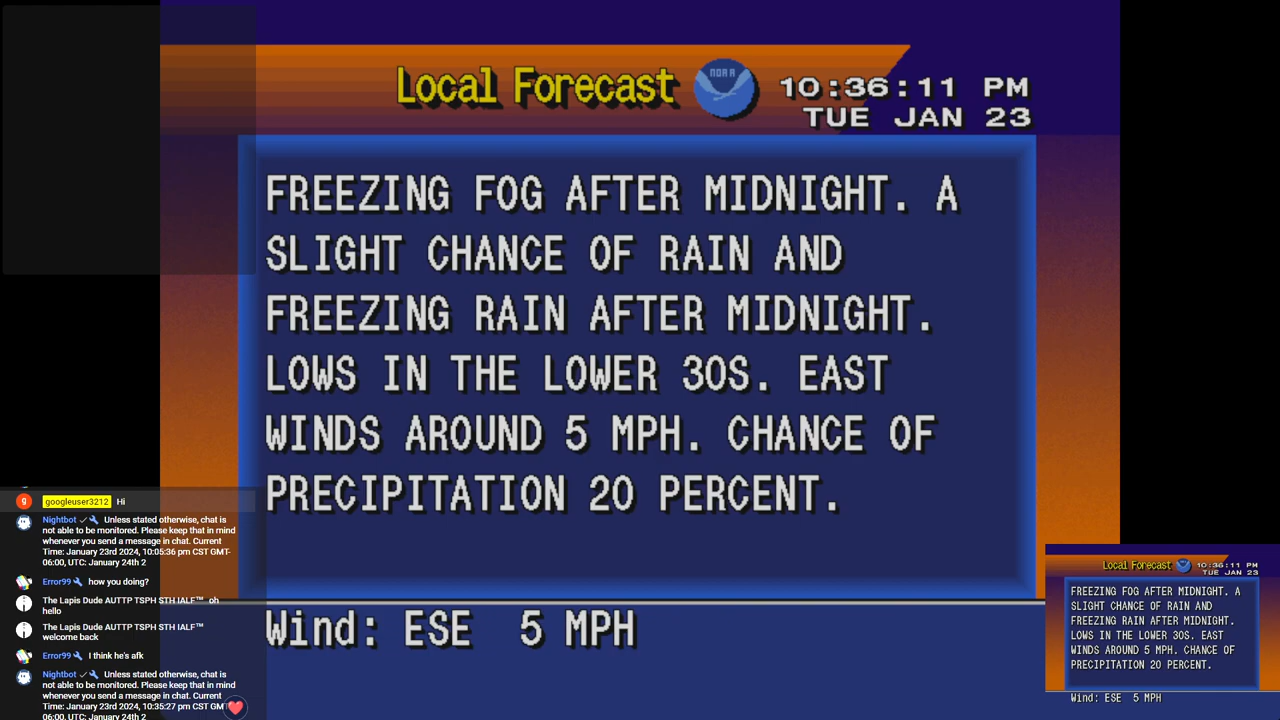 Local Forecast
NOAA
10:36:11 PM
TUE JAN 23
FREEZING FOG AFTER MIDNIGHT. A
SLIGHT CHANCE OF RAIN AND
FREEZING RAIN AFTER MIDNIGHT.
LOWS IN THE LOWER 30S. EAST
WINDS AROUND 5 MPH. CHANCE OF
PRECIPITATION 20 PERCENT.
Wind: ESE 5 MPH
g googleuser3212 Hi
Nightbot Unless stated otherwise, chat is
not able to be monitored. Please keep that in mind
whenever you send a message in chat. Current
Time: January 23rd 2024, 10:05:36 pm CST GMT-
06:00, UTC: January 24th 2
Error99 how you doing?
The Lapis Dude AUTTP TSPH STH IALF™ oh
hello
The Lapis Dude AUTTP TSPH STH IALF™
welcome back
Error99 I think he's afk
Nightbot Unless stated otherwise, chat is
not able to be monitored. Please keep that in mind
whenever you send a message in chat. Current
Time: January 23rd 2024, 10:35:27 pm CST GMT
06:00, UTC: January 24th 2
Local Forecast
10:36:11 PM
TUE JAN 23
FREEZING FOG AFTER MIDNIGHT. A
SLIGHT CHANCE OF RAIN AND
FREEZING RAIN AFTER MIDNIGHT.
LOWS IN THE LOWER 30S. EAST
WINDS AROUND 5 MPH. CHANCE OF
PRECIPITATION 20 PERCENT.
Wind: ESE 5 MPH